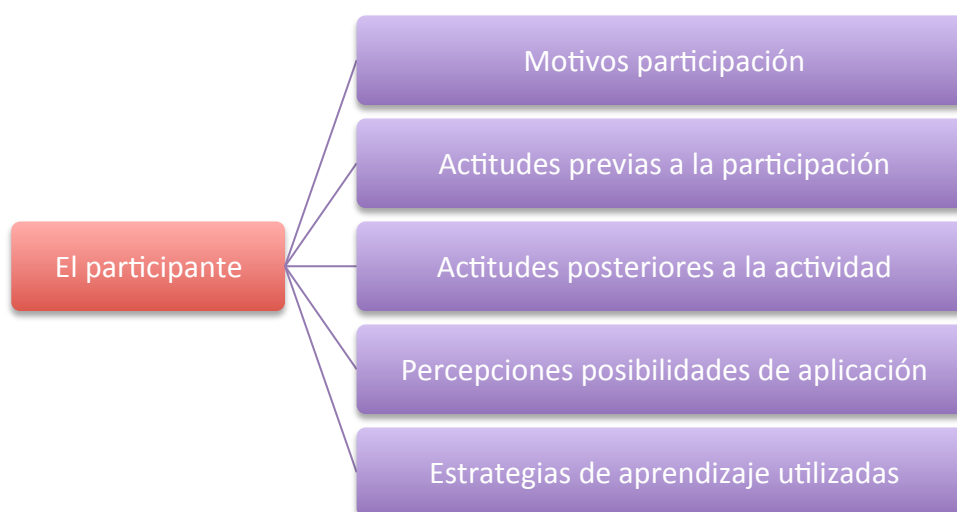 Motivos participación
Actitudes previas a la participación
El participante
Actitudes posteriores a la actividad
Percepciones posibilidades de aplicación
Estrategias de aprendizaje utilizadas